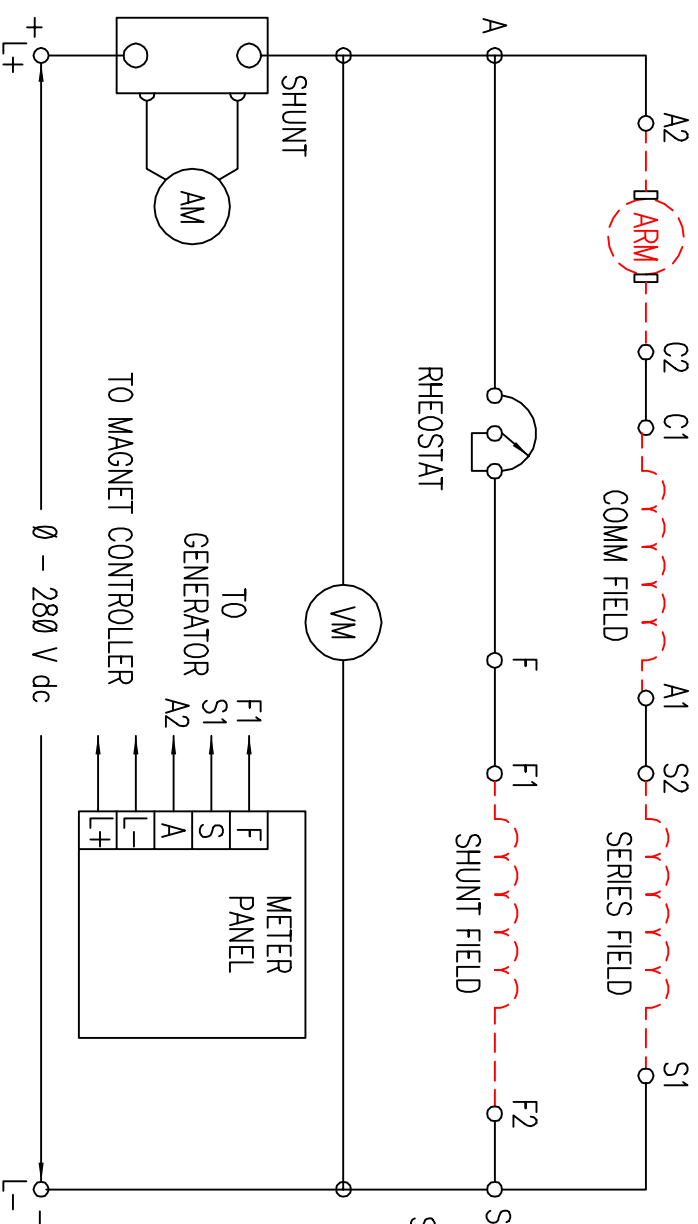 A2
ARM
C2
C1
COMM FIELD
A1
S2
SERIES FIELD
S1
A
RHEOSTAT
F
F1
SHUNT FIELD
F2
S
S
VM
SHUNT
AM
TO
GENERATOR
F1
S1
A2
TO MAGNET CONTROLLER
F
S
A
L-
L+
METER
PANEL
+
L+
Ø - 28Ø V dc
-
L-